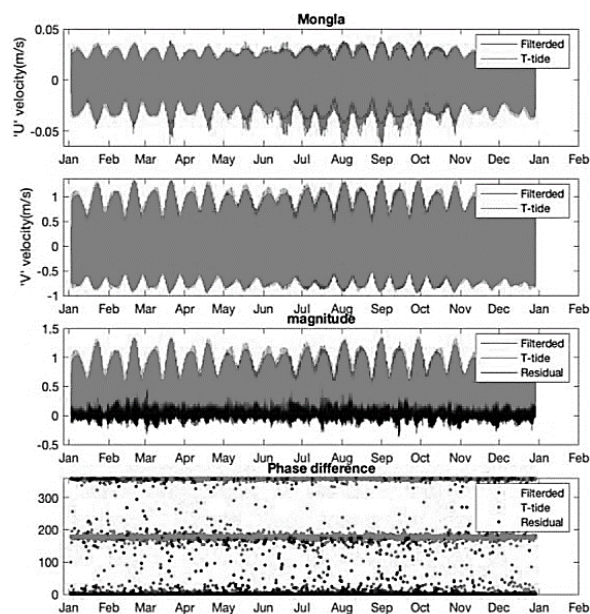 Mongla
'U' velocity(m/s)
0.05
0
-0.05
Filterded
T-tide
Jan Feb Mar Apr May Jun Jul Aug Sep Oct Nov Dec Jan Feb
'V' velocity(m/s)
1
0.5
0
-0.5
-1
Filterded
T-tide
Jan Feb Mar Apr May Jun Jul Aug Sep Oct Nov Dec Jan Feb
magnitude
1.5
1
0.5
0
-0.5
Filterded
T-tide
Residual
Jan Feb Mar Apr May Jun Jul Aug Sep Oct Nov Dec Jan Feb
Phase difference
300
200
100
0
Filterded
T-tide
Residual
Jan Feb Mar Apr May Jun Jul Aug Sep Oct Nov Dec Jan Feb